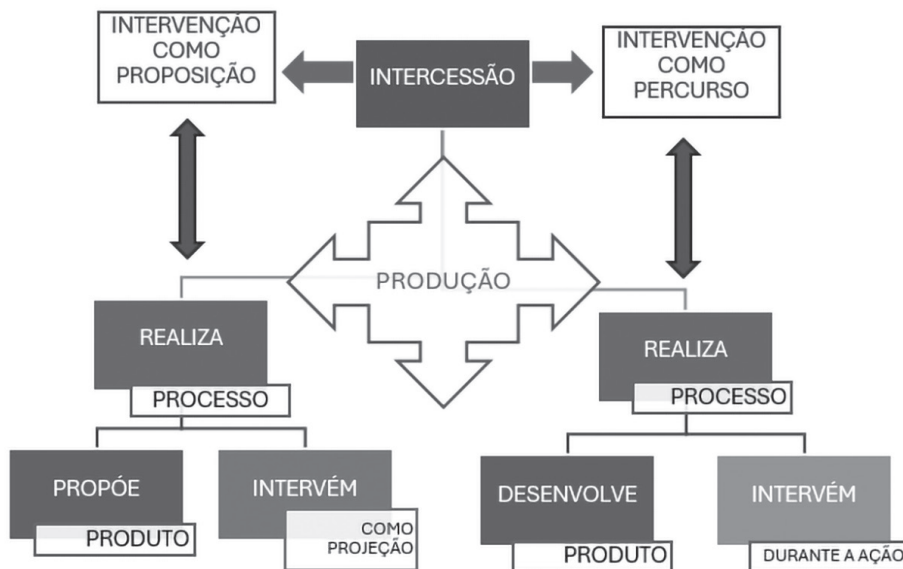 INTERVENÇÃO
COMO
PROPOSIÇÃO
INTERCESSÃO
INTERVENÇÃO
COMO
PERCURSO
PRODUÇÃO
REALIZA
PROCESSO
REALIZA
PROCESSO
PROPÓE
PRODUTO
INTERVÉM
COMO
PROJEÇÃO
DESENVOLVE
PRODUTO
INTERVÉM
DURANTE A AÇÃO